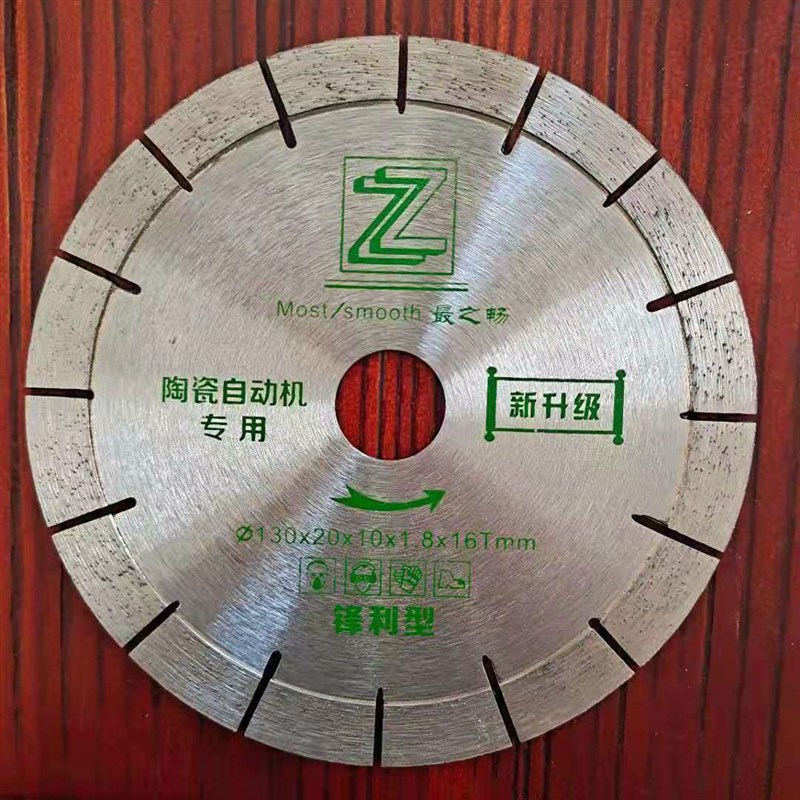 Z
Most/smooth 最之畅
陶瓷自动机
专用
新升级
Ø130x20x10x1.8x16Tmm
锋利型